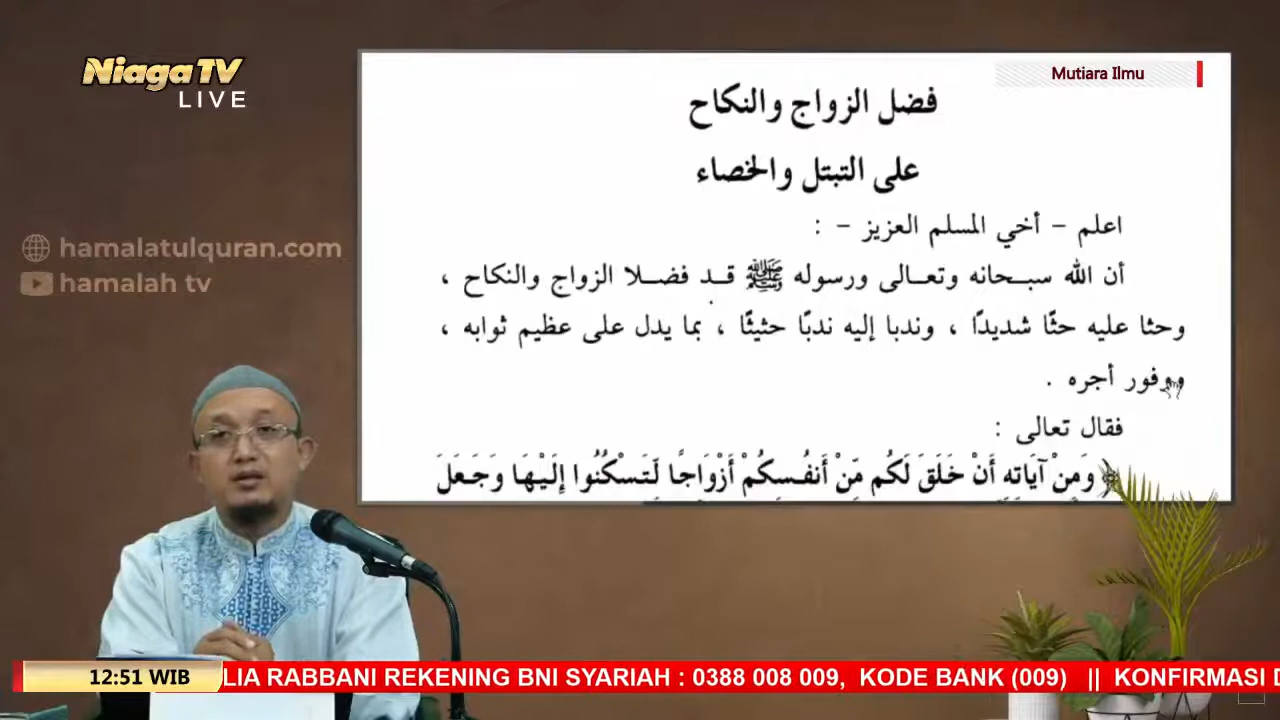 NiagaTV
LIVE
Mutiara Ilmu
hamalatulquran.com
hamalah tv
فضل الزواج والنكاح
على التبتل والخصاء
اعلم – أخي المسلم العزيز – :
أن الله سبحانه وتعالى ورسوله ﷺ قد فضلا الزواج والنكاح ،
وحثا عليه حثًا شديدًا ، وندبا إليه ندبًا حثيثًا ، بما يدل على عظيم ثوابه ،
ووفور أجره .
فقال تعالى :
﴿ وَمِنْ آيَاتِهِ أَنْ خَلَقَ لَكُم مِّنْ أَنفُسِكُمْ أَزْوَاجًا لِّتَسْكُنُوا إِلَيْهَا وَجَعَلَ
12:51 WIB
LIA RABBANI REKENING BNI SYARIAH : 0388 008 009, KODE BANK (009) || KONFIRMASI